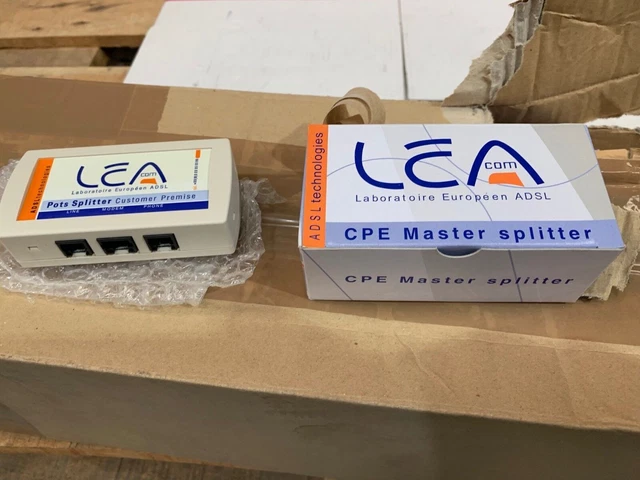 LEA
com
Laboratoire Européen ADSL
Pots Splitter Customer Premise
LINE MODEM PHONE
ADSL technologies
LEA
com
Laboratoire Européen ADSL
CPE Master splitter
CPE Master splitter